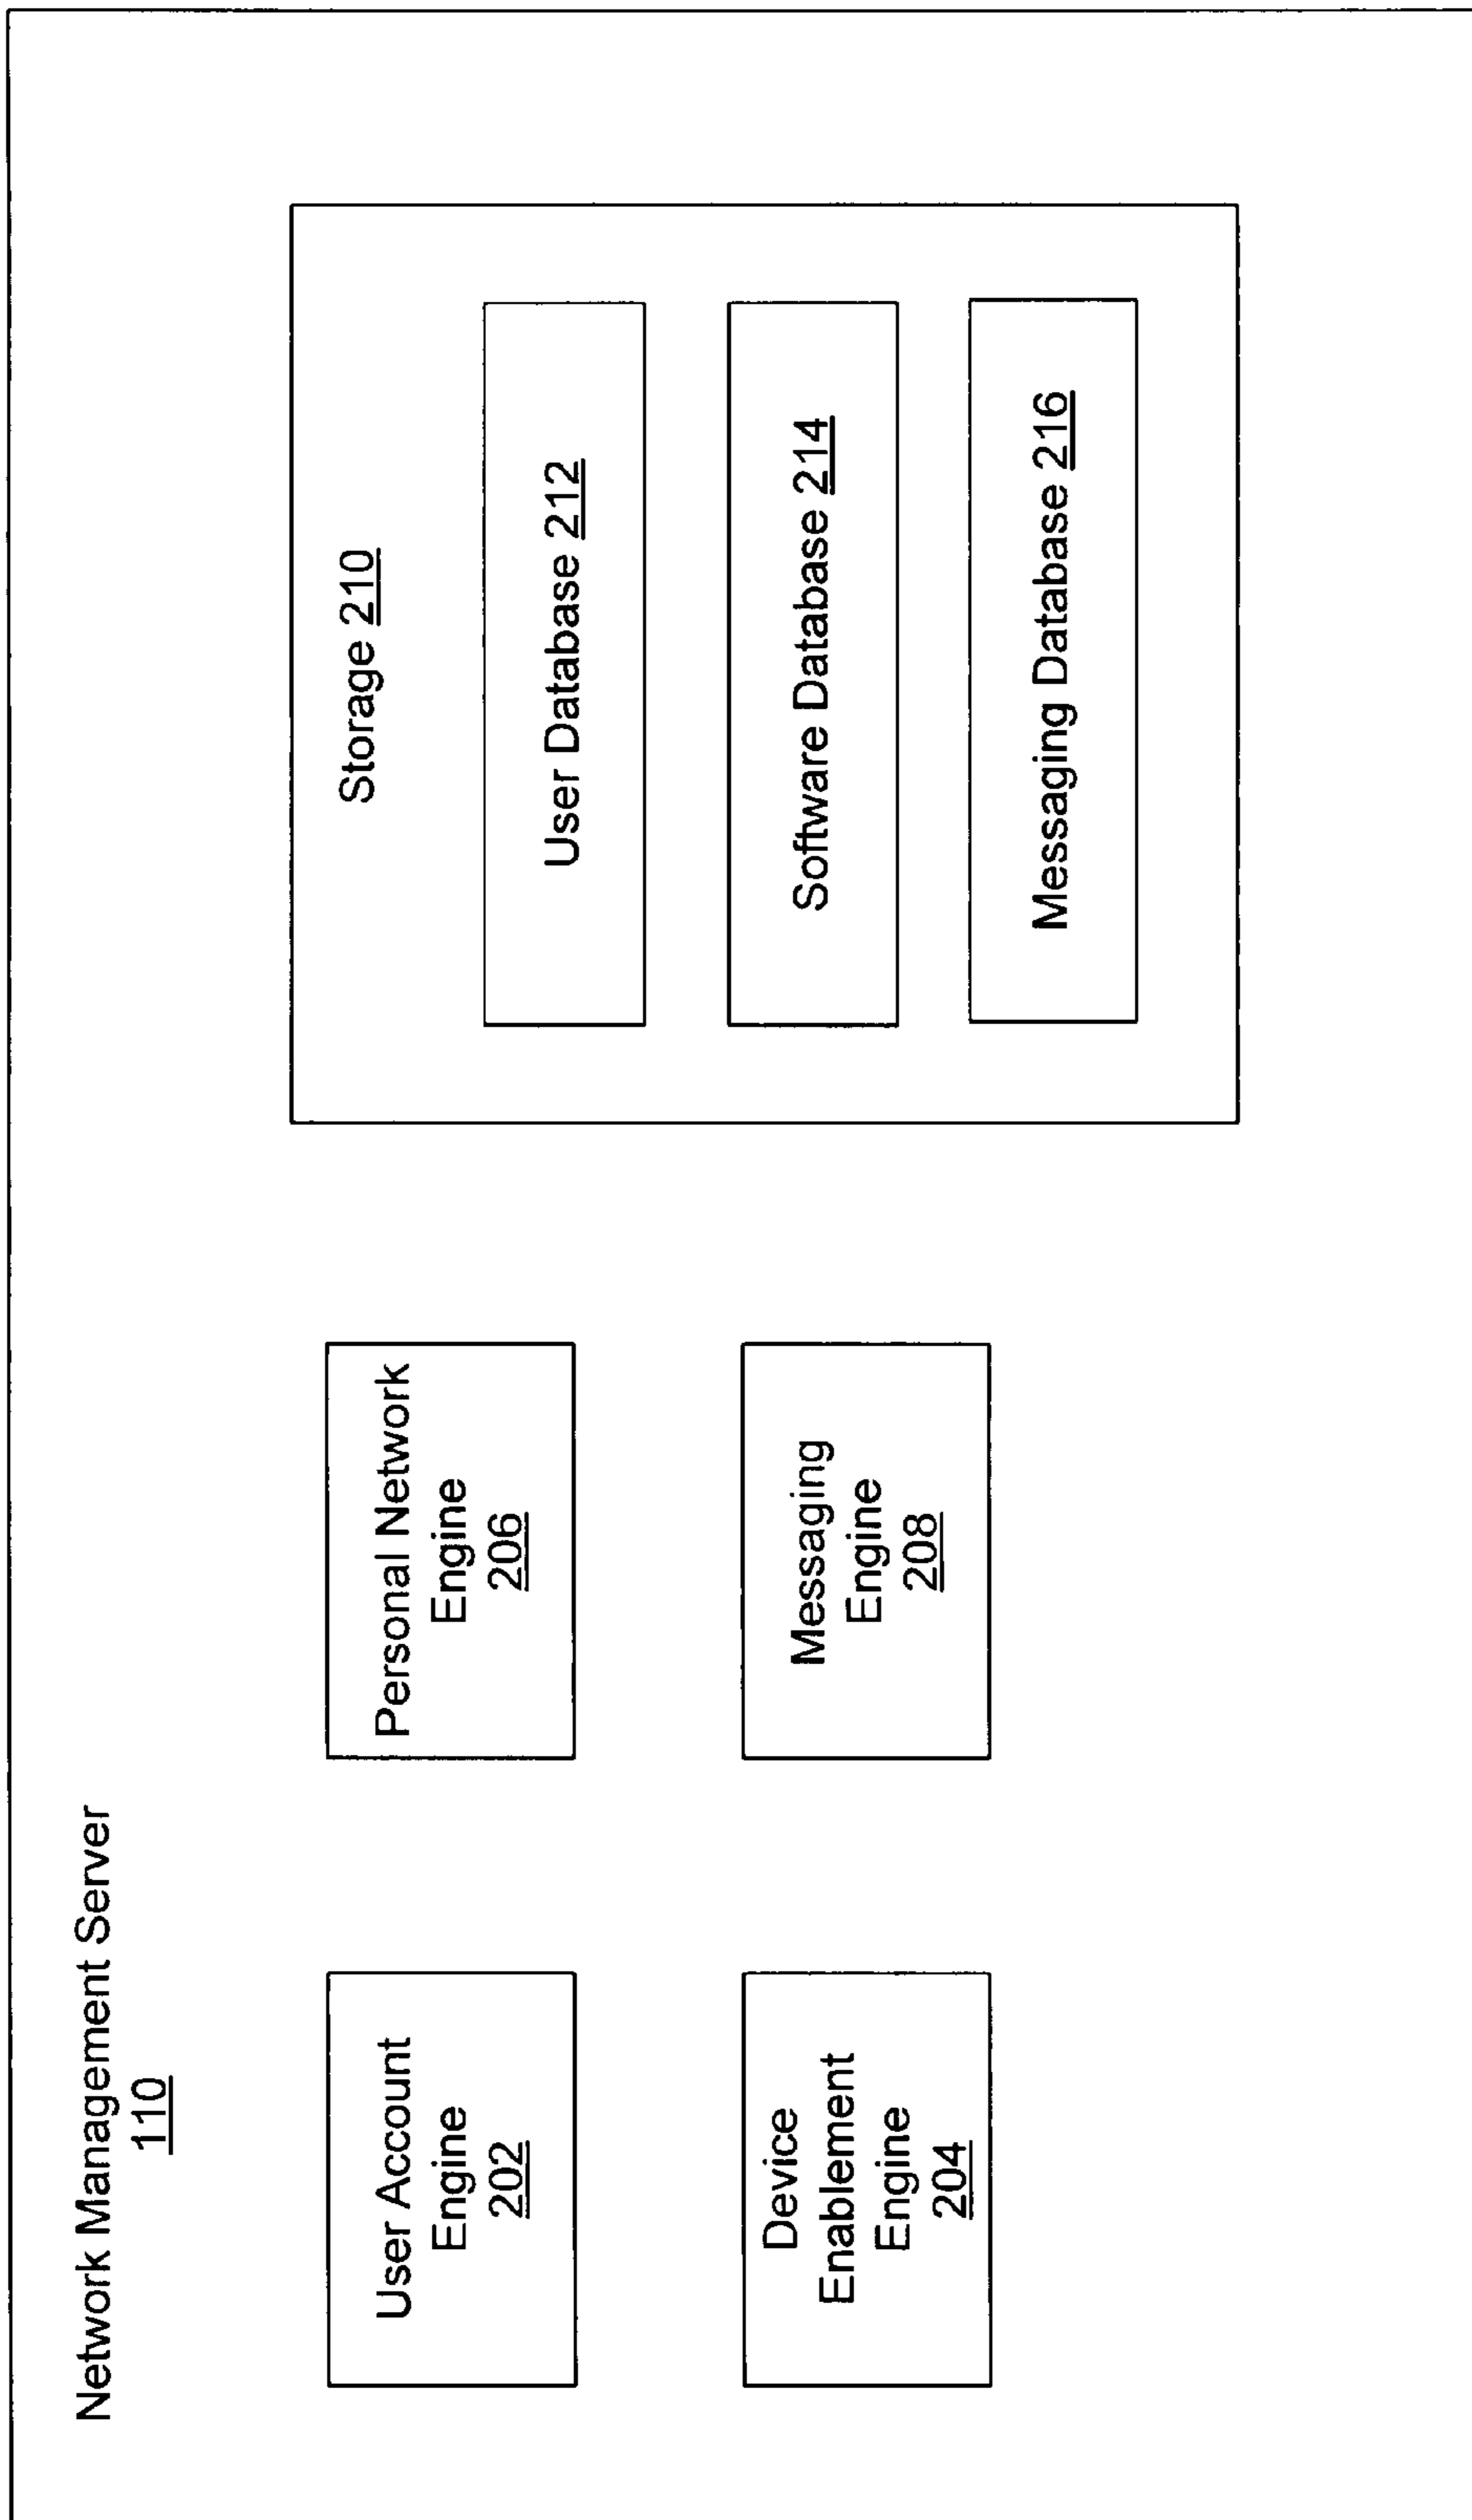 Network Management Server
110
User Account
Engine
202
Personal Network
Engine
206
Device
Enablement
Engine
204
Messaging
Engine
208
Storage 210
User Database 212
Software Database 214
Messaging Database 216